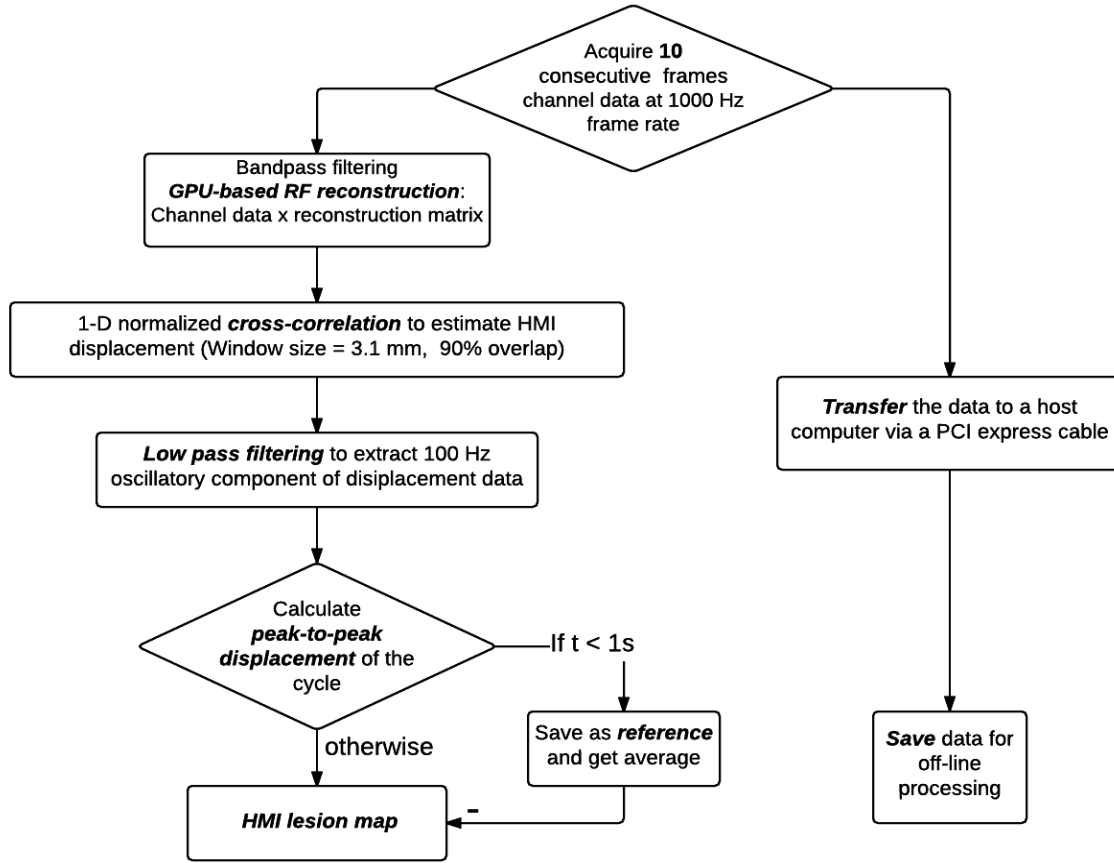 Acquire 10
consecutive frames
channel data at 1000 Hz
frame rate
Bandpass filtering
GPU-based RF reconstruction:
Channel data x reconstruction matrix
1-D normalized cross-correlation to estimate HMI
displacement (Window size = 3.1 mm, 90% overlap)
Transfer the data to a host
computer via a PCI express cable
Low pass filtering to extract 100 Hz
oscillatory component of disiplacement data
Calculate
peak-to-peak
displacement of the
cycle
If t < 1s
Save as reference
and get average
otherwise
Save data for
off-line
processing
HMI lesion map
-